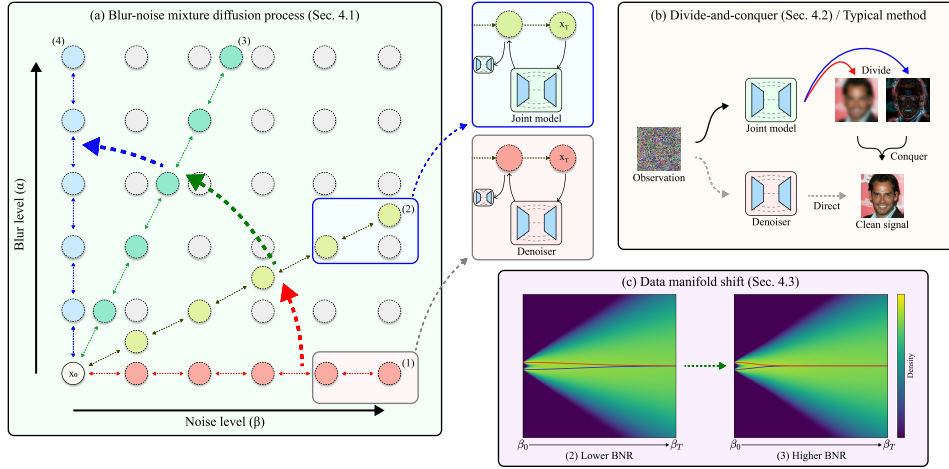 (a) Blur-noise mixture diffusion process (Sec. 4.1)
(4)
(3)
(2)
(1)
Blur level (α)
x₀
Noise level (β)
x_T
Joint model
x_T
Denoiser
(b) Divide-and-conquer (Sec. 4.2) / Typical method
Divide
Joint model
Conquer
Observation
Direct
Denoiser
Clean signal
(c) Data manifold shift (Sec. 4.3)
Density
β₀
β_T
β₀
β_T
(2) Lower BNR
(3) Higher BNR